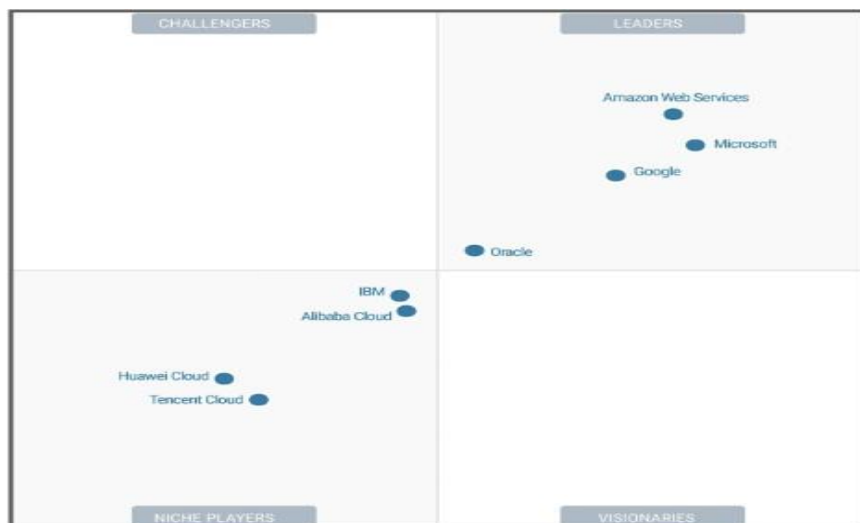 CHALLENGERS
LEADERS
Amazon Web Services
Microsoft
Google
Oracle
IBM
Alibaba Cloud
Huawei Cloud
Tencent Cloud
NICHE PLAYERS
VISIONARIES